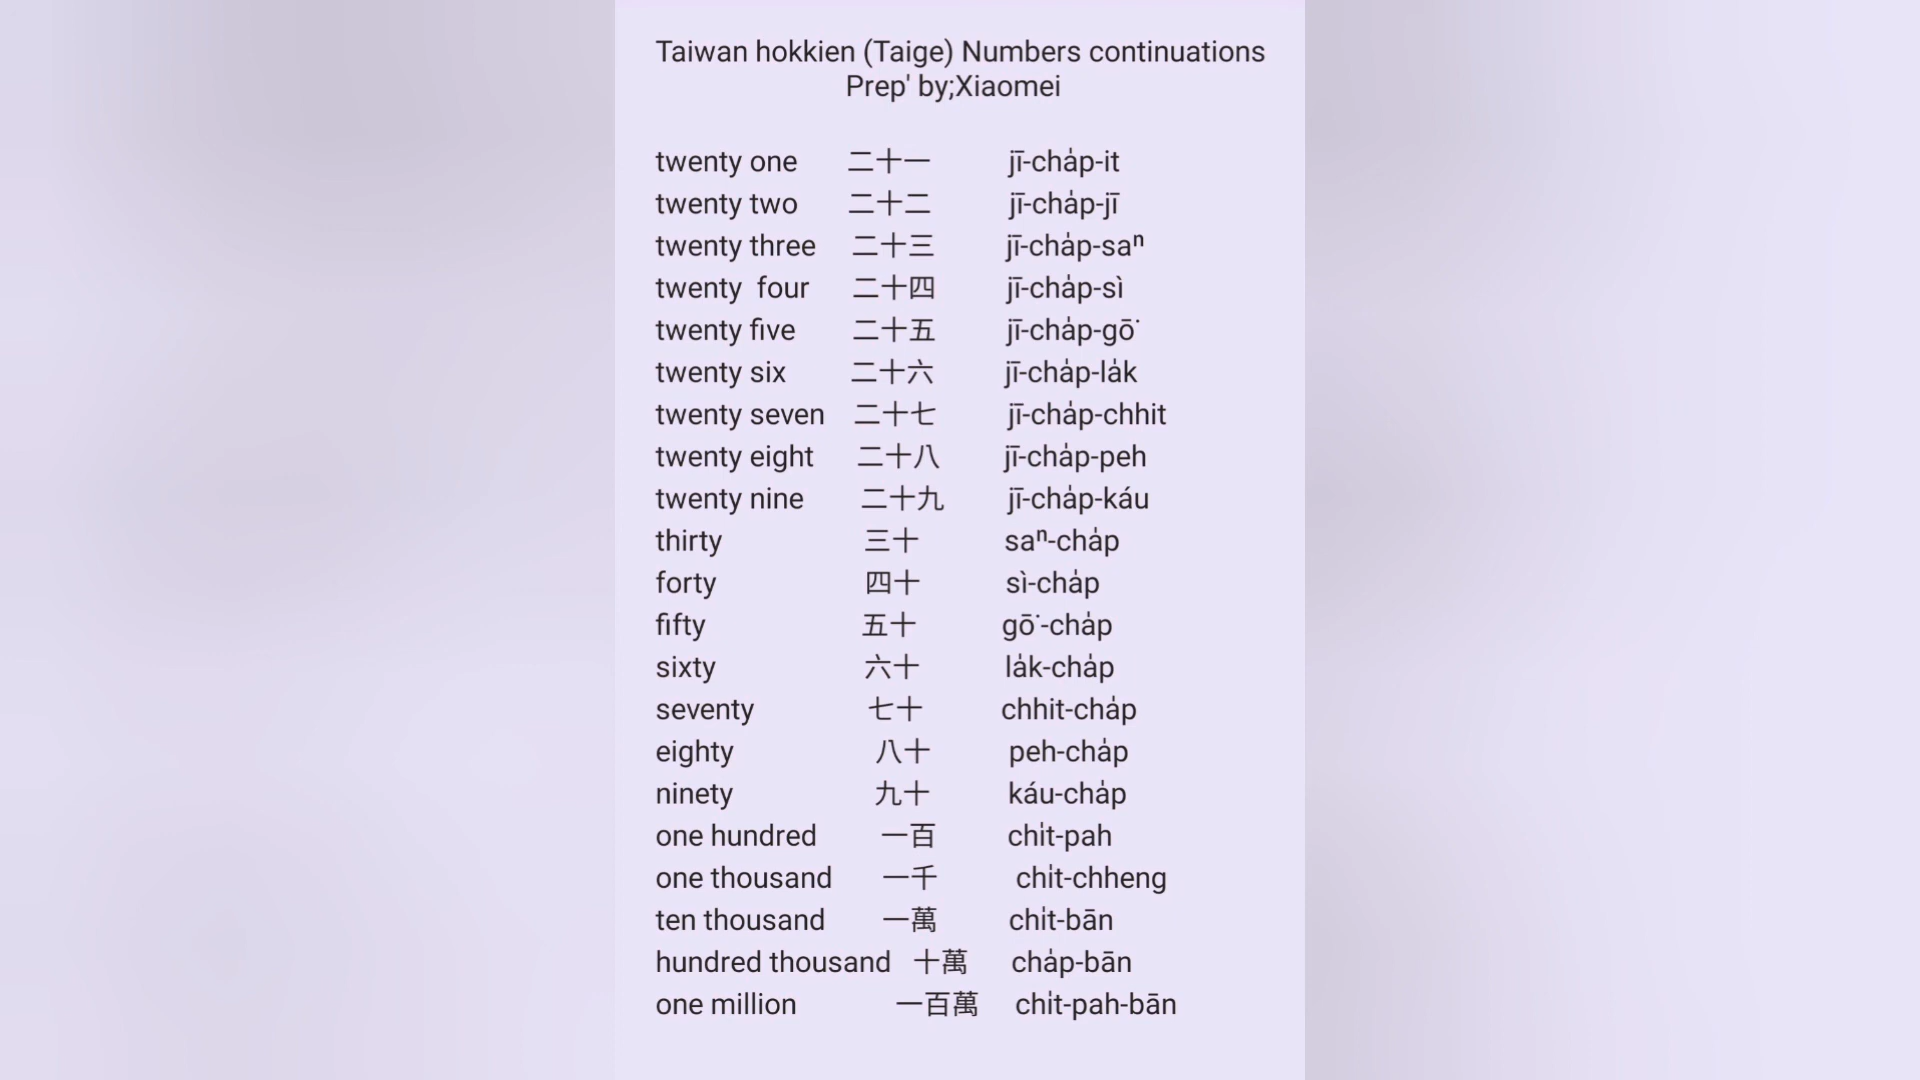 Taiwan hokkien (Taige) Numbers continuations
Prep' by;Xiaomei
twenty one 二十一 jī-cha̍p-it
twenty two 二十二 jī-cha̍p-jī
twenty three 二十三 jī-cha̍p-saⁿ
twenty four 二十四 jī-cha̍p-sì
twenty five 二十五 jī-cha̍p-gō͘
twenty six 二十六 jī-cha̍p-la̍k
twenty seven 二十七 jī-cha̍p-chhit
twenty eight 二十八 jī-cha̍p-peh
twenty nine 二十九 jī-cha̍p-káu
thirty 三十 saⁿ-cha̍p
forty 四十 sì-cha̍p
fifty 五十 gō͘-cha̍p
sixty 六十 la̍k-cha̍p
seventy 七十 chhit-cha̍p
eighty 八十 peh-cha̍p
ninety 九十 káu-cha̍p
one hundred 一百 chi̍t-pah
one thousand 一千 chi̍t-chheng
ten thousand 一萬 chi̍t-bān
hundred thousand 十萬 cha̍p-bān
one million 一百萬 chi̍t-pah-bān